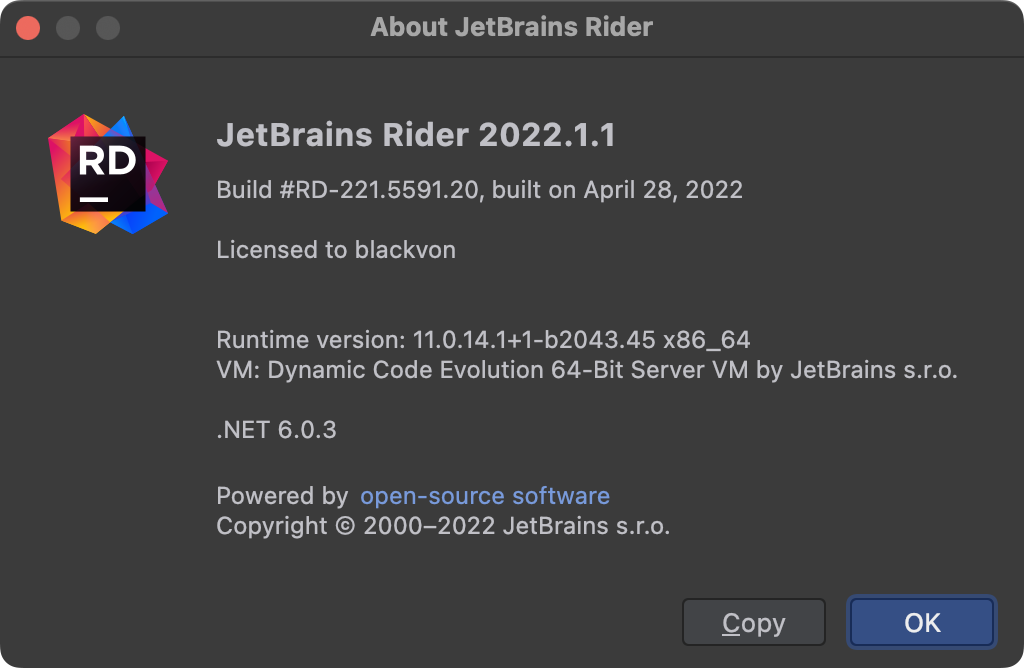 About JetBrains Rider
RD
JetBrains Rider 2022.1.1
Build #RD-221.5591.20, built on April 28, 2022
Licensed to blackvon
Runtime version: 11.0.14.1+1-b2043.45 x86_64
VM: Dynamic Code Evolution 64-Bit Server VM by JetBrains s.r.o.
.NET 6.0.3
Powered by open-source software
Copyright © 2000–2022 JetBrains s.r.o.
Copy
OK